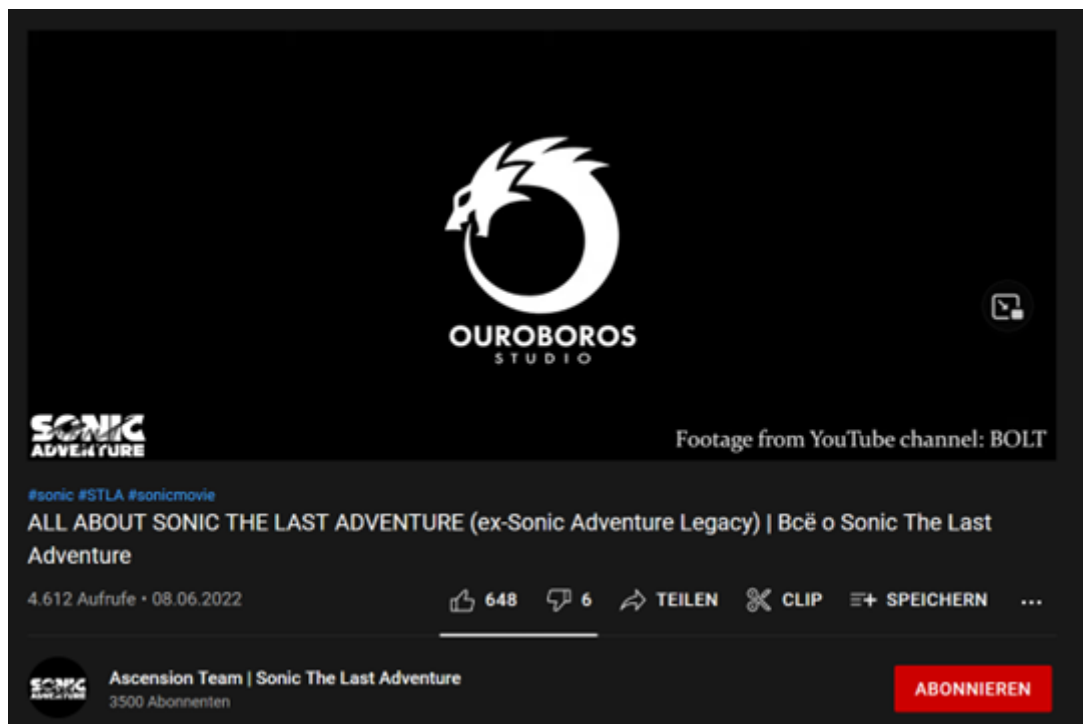 OUROBOROS
STUDIO
SONIC
ADVENTURE
Footage from YouTube channel: BOLT
#sonic #STLA #sonicmovie
ALL ABOUT SONIC THE LAST ADVENTURE (ex-Sonic Adventure Legacy) | Всё о Sonic The Last
Adventure
4.612 Aufrufe • 08.06.2022
648
6
TEILEN
CLIP
SPEICHERN
SONIC
ADVENTURE
Ascension Team | Sonic The Last Adventure
3500 Abonnenten
ABONNIEREN